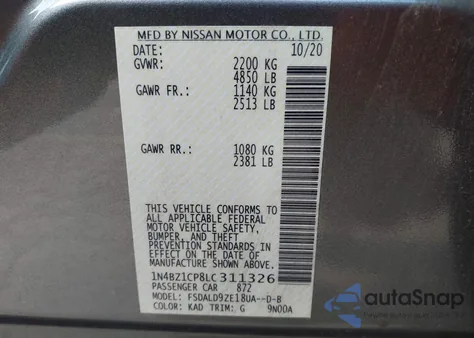 MFD BY NISSAN MOTOR CO., LTD.
DATE: 10/20
GVWR: 2200 KG
4850 LB
GAWR FR.: 1140 KG
2513 LB
GAWR RR.: 1080 KG
2381 LB
THIS VEHICLE CONFORMS TO
ALL APPLICABLE FEDERAL
MOTOR VEHICLE SAFETY,
BUMPER, AND THEFT
PREVENTION STANDARDS IN
EFFECT ON THE DATE OF
MANUFACTURE SHOWN ABOVE.
1N4BZ1CP8LC311326
PASSENGER CAR 872
MODEL: FSDALD9ZE18UA--D-B
COLOR: KAD TRIM: G 9N0DA
autoSnap